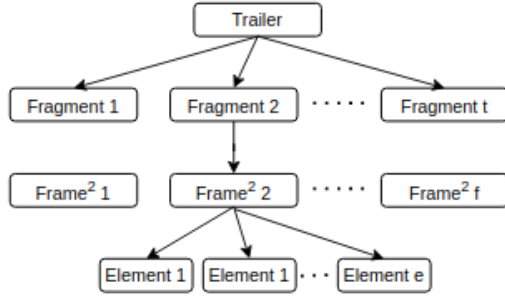 Trailer
Fragment 1 Fragment 2 ..... Fragment t
Frame² 1 Frame² 2 ..... Frame² f
Element 1 Element 1 ... Element e